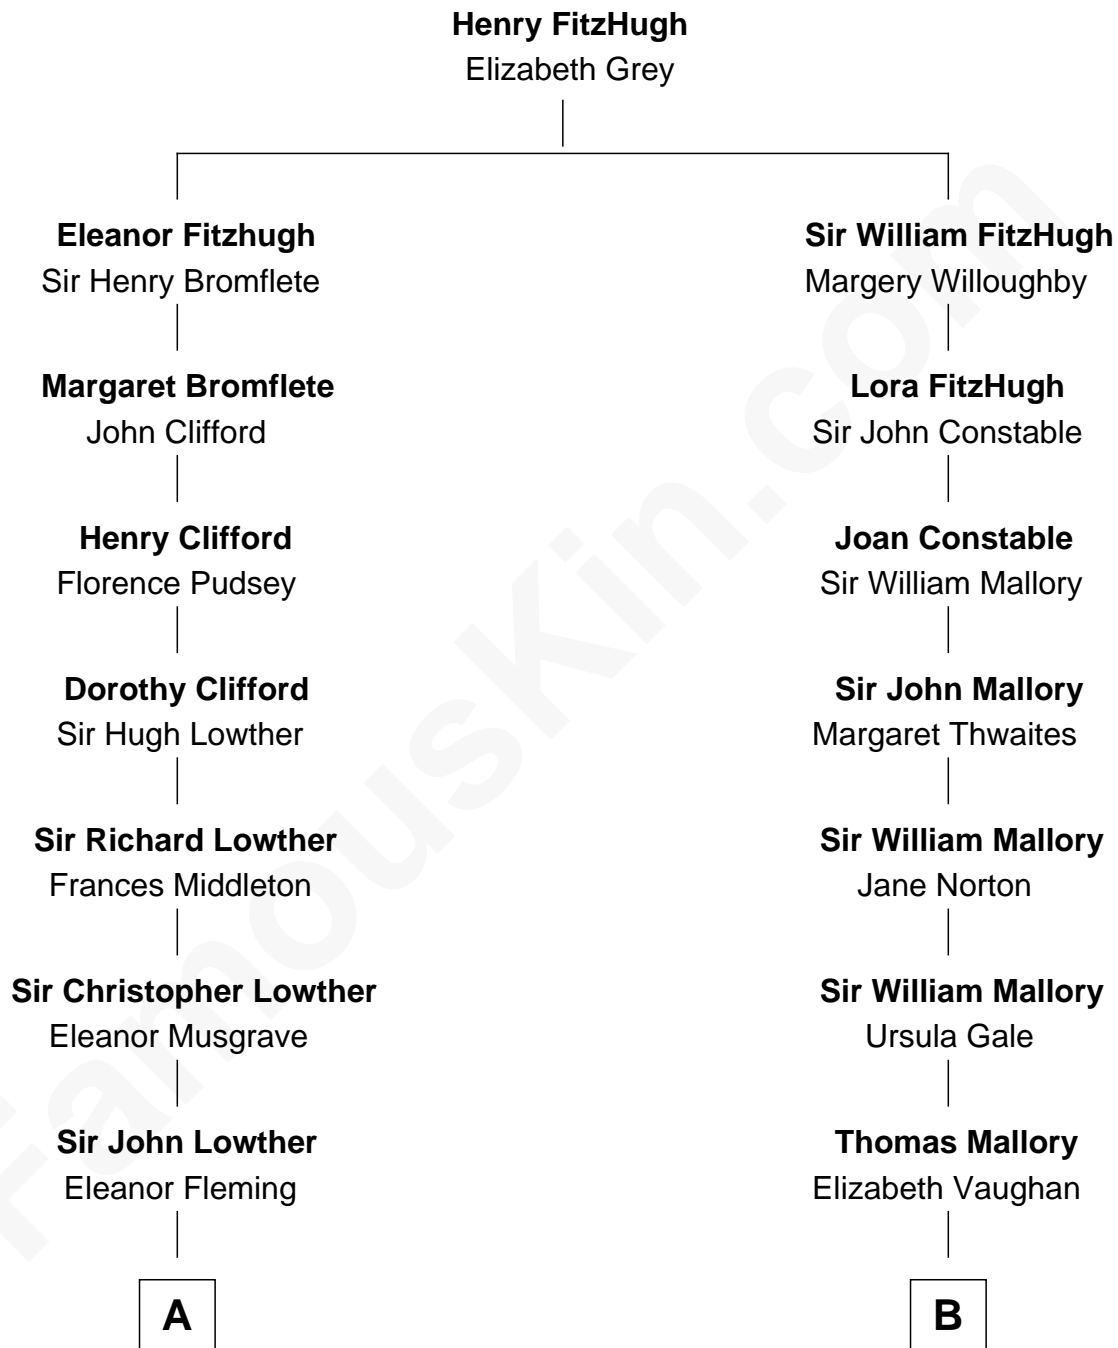 Henry FitzHugh
Elizabeth Grey
Eleanor Fitzhugh
Sir Henry Bromflete
Sir William FitzHugh
Margery Willoughby
Margaret Bromflete
John Clifford
Lora FitzHugh
Sir John Constable
Henry Clifford
Florence Pudsey
Joan Constable
Sir William Mallory
Dorothy Clifford
Sir Hugh Lowther
Sir John Mallory
Margaret Thwaites
Sir Richard Lowther
Frances Middleton
Sir William Mallory
Jane Norton
Sir Christopher Lowther
Eleanor Musgrave
Sir William Mallory
Ursula Gale
Sir John Lowther
Eleanor Fleming
Thomas Mallory
Elizabeth Vaughan
A
B
FamousKin.com